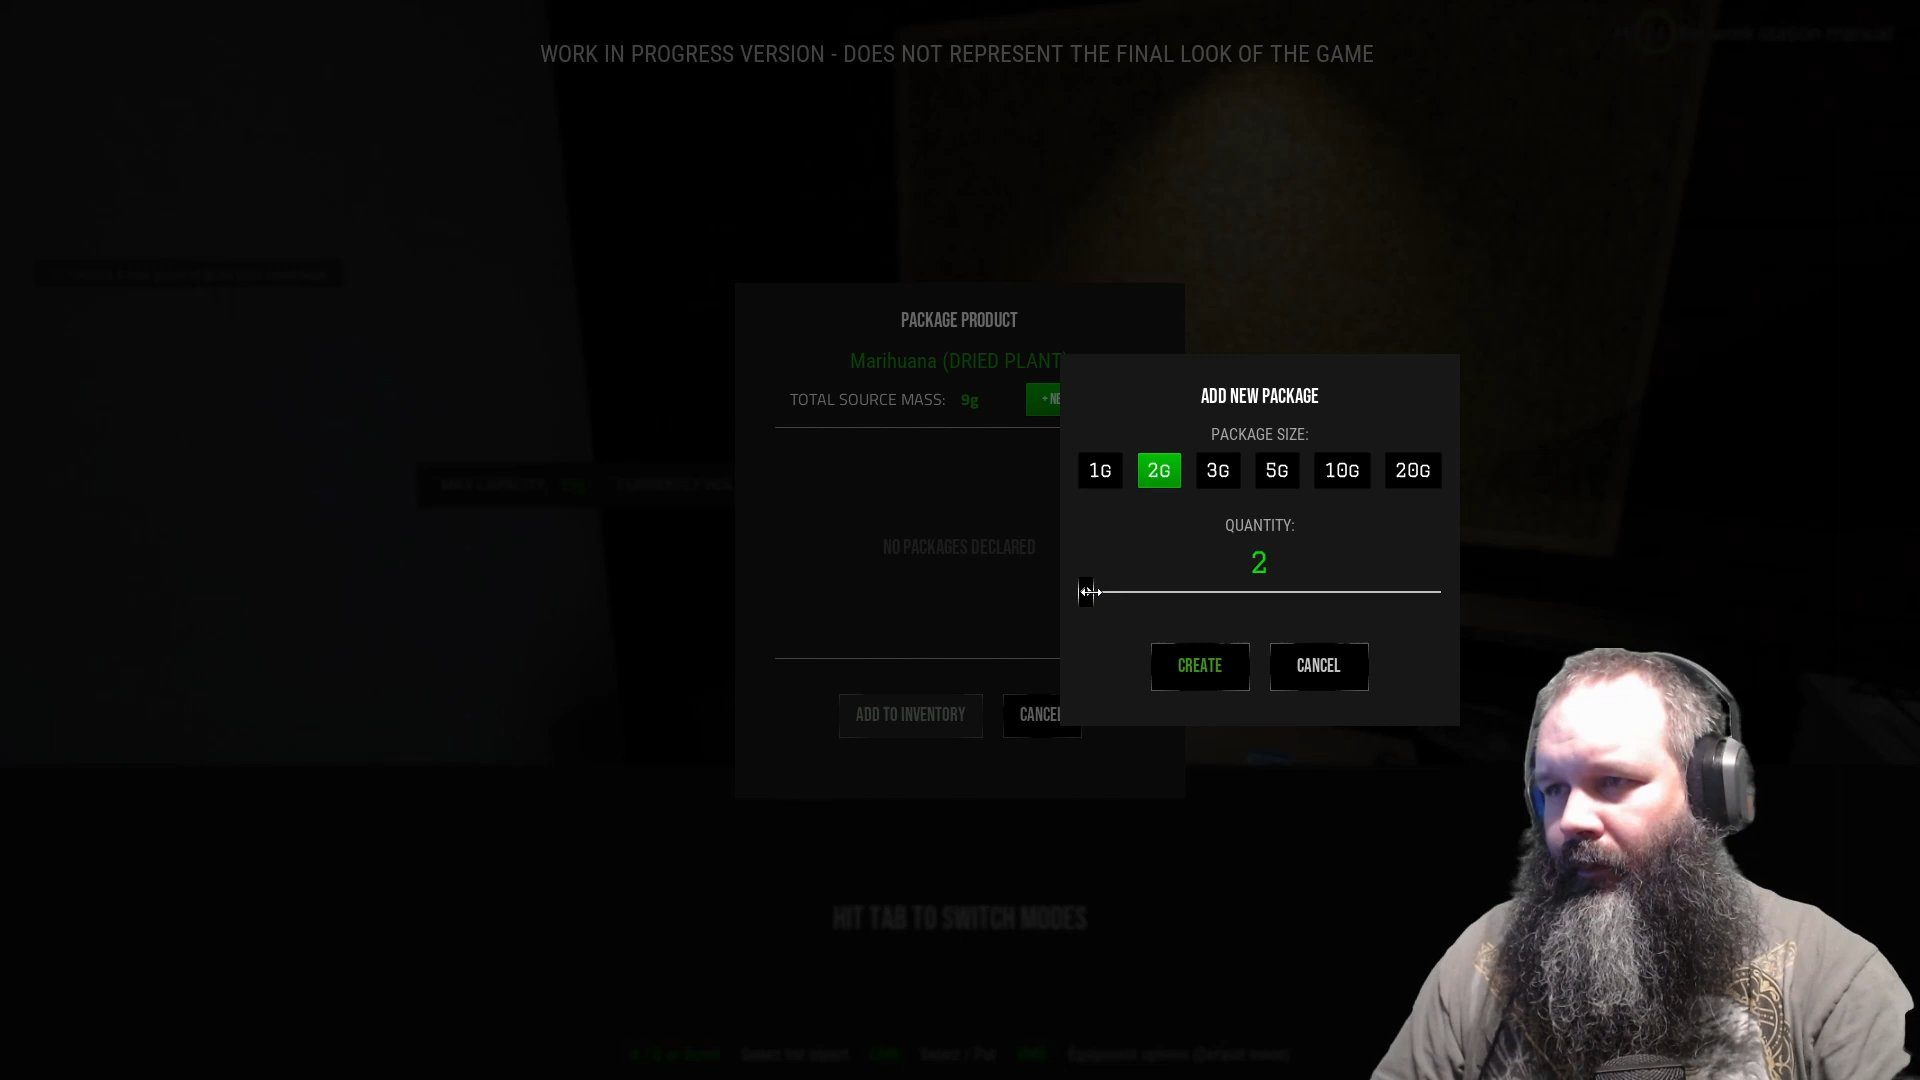 WORK IN PROGRESS VERSION - DOES NOT REPRESENT THE FINAL LOOK OF THE GAME
PACKAGE PRODUCT
Marihuana (DRIED PLANT)
TOTAL SOURCE MASS: 9g
+ NE
NO PACKAGES DECLARED
ADD TO INVENTORY
CANCEL
ADD NEW PACKAGE
PACKAGE SIZE:
1G 2G 3G 5G 10G 20G
QUANTITY:
2
CREATE CANCEL
HIT TAB TO SWITCH MODES